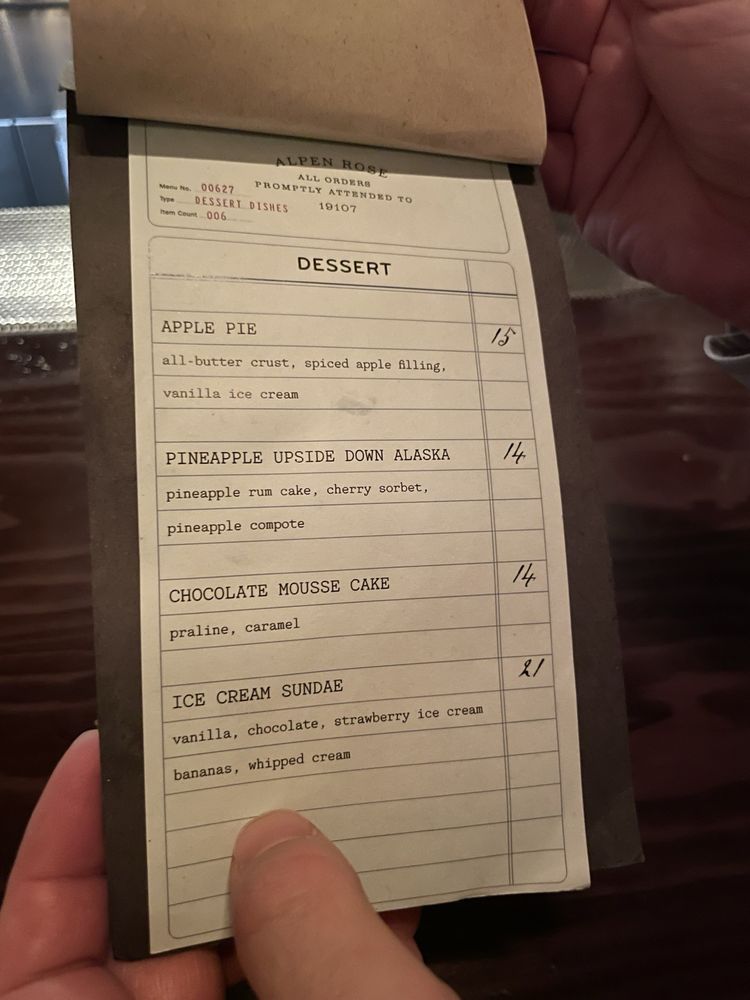 ALPEN ROSE
ALL ORDERS
PROMPTLY ATTENDED TO
19107
Menu No. 00627
Type DESSERT DISHES
Item Count 006
DESSERT
APPLE PIE 15
all-butter crust, spiced apple filling,
vanilla ice cream
PINEAPPLE UPSIDE DOWN ALASKA 14
pineapple rum cake, cherry sorbet,
pineapple compote
CHOCOLATE MOUSSE CAKE 14
praline, caramel
ICE CREAM SUNDAE 21
vanilla, chocolate, strawberry ice cream
bananas, whipped cream